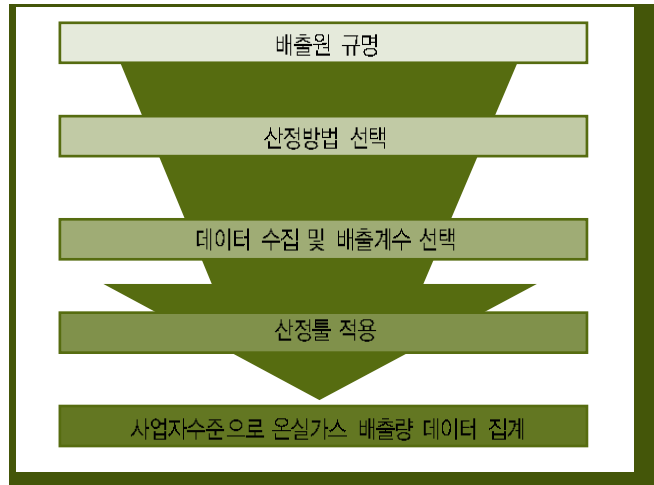 배출원 규명
산정방법 선택
데이터 수집 및 배출계수 선택
산정툴 적용
사업자수준으로 온실가스 배출량 데이터 집계